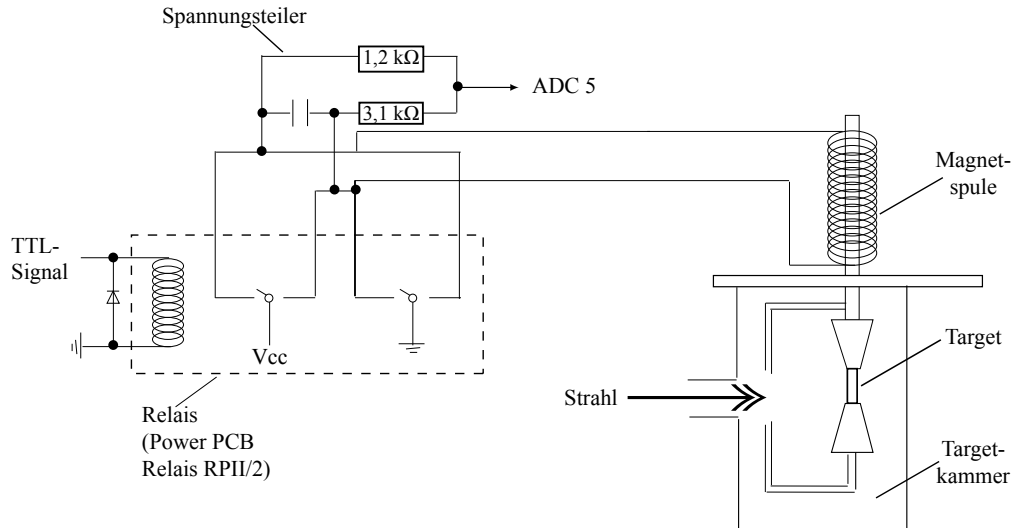 Spannungsteiler
1,2 kΩ
ADC 5
3,1 kΩ
Magnet-
spule
TTL-
Signal
Vcc
Target
Strahl
Relais
(Power PCB
Relais RPII/2)
Target-
kammer